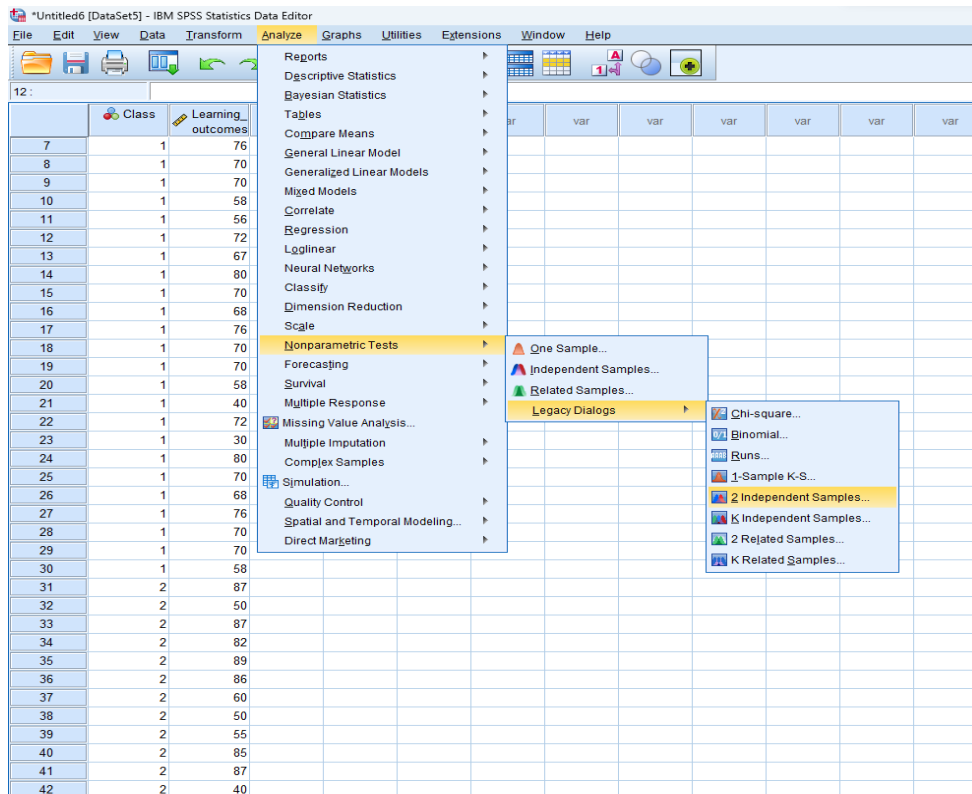 *Untitled6 [DataSet5] - IBM SPSS Statistics Data Editor
File Edit View Data Transform Analyze Graphs Utilities Extensions Window Help
12 :
Class Learning_outcomes var var var var var var
7 1 76
8 1 70
9 1 70
10 1 58
11 1 56
12 1 72
13 1 67
14 1 80
15 1 70
16 1 68
17 1 76
18 1 70
19 1 70
20 1 58
21 1 40
22 1 72
23 1 30
24 1 80
25 1 70
26 1 68
27 1 76
28 1 70
29 1 70
30 1 58
31 2 87
32 2 50
33 2 87
34 2 82
35 2 89
36 2 86
37 2 60
38 2 50
39 2 55
40 2 85
41 2 87
42 2 40
Reports
Descriptive Statistics
Bayesian Statistics
Tables
Compare Means
General Linear Model
Generalized Linear Models
Mixed Models
Correlate
Regression
Loglinear
Neural Networks
Classify
Dimension Reduction
Scale
Nonparametric Tests
Forecasting
Survival
Multiple Response
Missing Value Analysis...
Multiple Imputation
Complex Samples
Simulation...
Quality Control
Spatial and Temporal Modeling...
Direct Marketing
One Sample...
Independent Samples...
Related Samples...
Legacy Dialogs
Chi-square...
Binomial...
Runs...
1-Sample K-S...
2 Independent Samples...
K Independent Samples...
2 Related Samples...
K Related Samples...